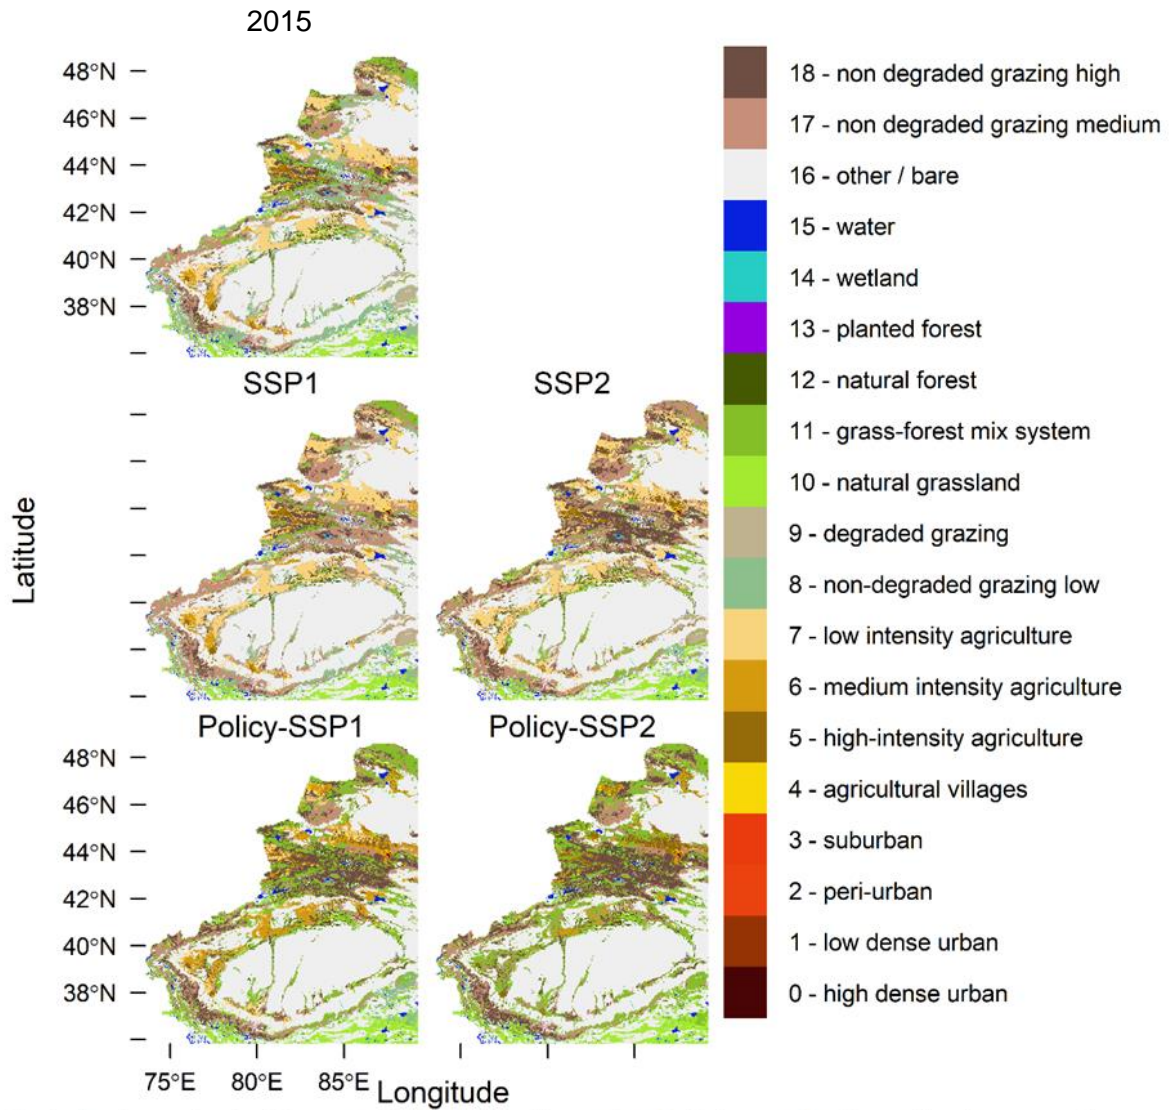 2015
48°N
46°N
44°N
42°N
40°N
38°N
SSP1
SSP2
Latitude
Policy-SSP1
Policy-SSP2
48°N
46°N
44°N
42°N
40°N
38°N
75°E
80°E
85°E
Longitude
18 - non degraded grazing high
17 - non degraded grazing medium
16 - other / bare
15 - water
14 - wetland
13 - planted forest
12 - natural forest
11 - grass-forest mix system
10 - natural grassland
9 - degraded grazing
8 - non-degraded grazing low
7 - low intensity agriculture
6 - medium intensity agriculture
5 - high-intensity agriculture
4 - agricultural villages
3 - suburban
2 - peri-urban
1 - low dense urban
0 - high dense urban